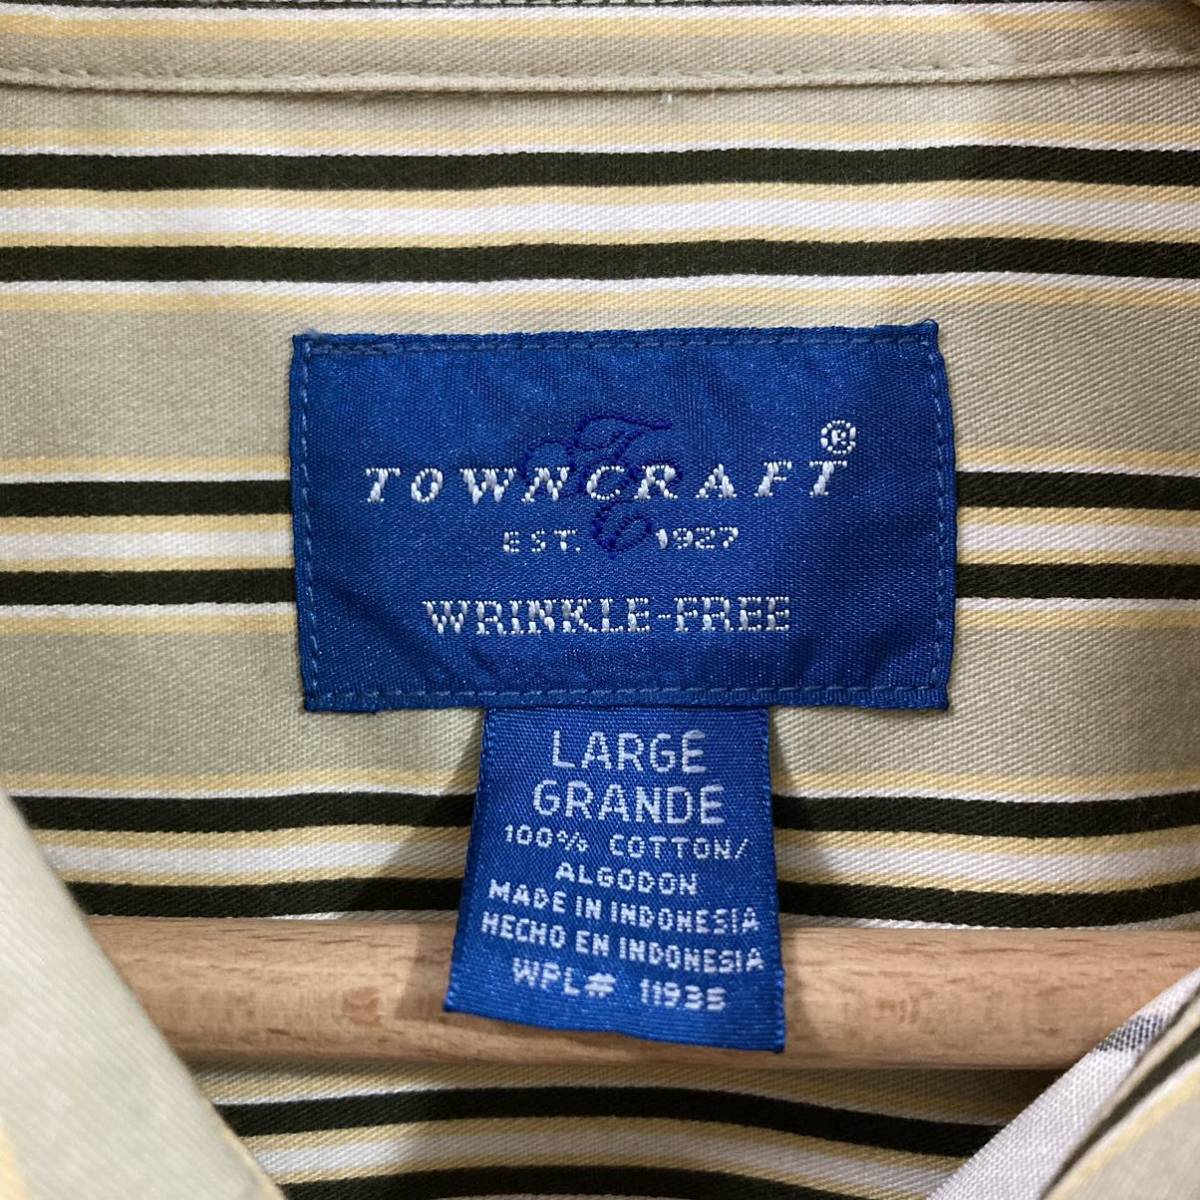 TOWNCRAFT®
EST. 1927
WRINKLE-FREE
LARGE
GRANDE
100% COTTON/
ALGODON
MADE IN INDONESIA
HECHO EN INDONESIA
WPL# 11935